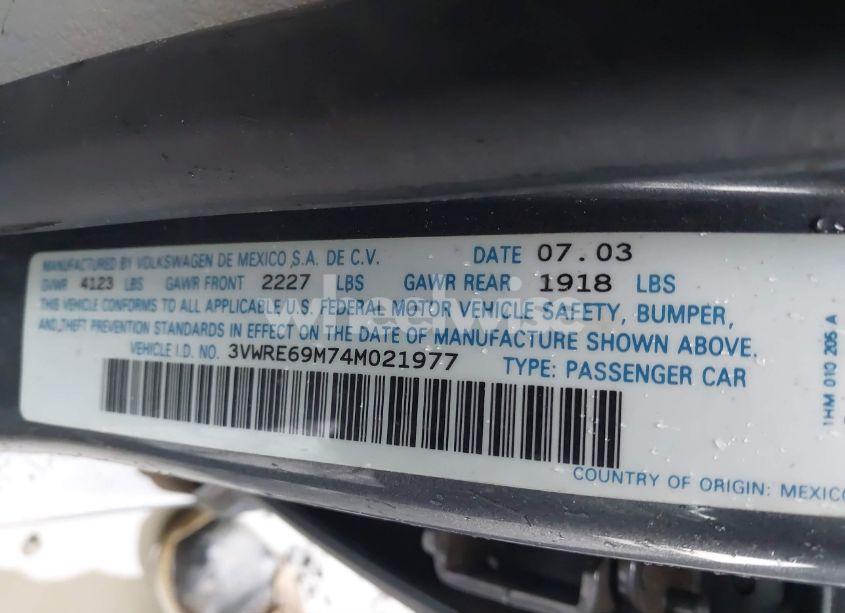 MANUFACTURED BY VOLKSWAGEN DE MEXICO S.A. DE C.V. DATE 07.03
GVWR 4123 LBS GAWR FRONT 2227 LBS GAWR REAR 1918 LBS
THIS VEHICLE CONFORMS TO ALL APPLICABLE U.S. FEDERAL MOTOR VEHICLE SAFETY, BUMPER,
AND THEFT PREVENTION STANDARDS IN EFFECT ON THE DATE OF MANUFACTURE SHOWN ABOVE.
VEHICLE I.D. NO. 3VWRE69M74M021977 TYPE: PASSENGER CAR
COUNTRY OF ORIGIN: MEXICO
1HM 010 205 A